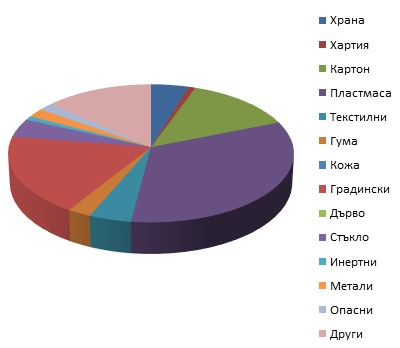 Храна
Хартия
Картон
Пластмаса
Текстилни
Гума
Кожа
Градински
Дърво
Стъкло
Инертни
Метали
Опасни
Други